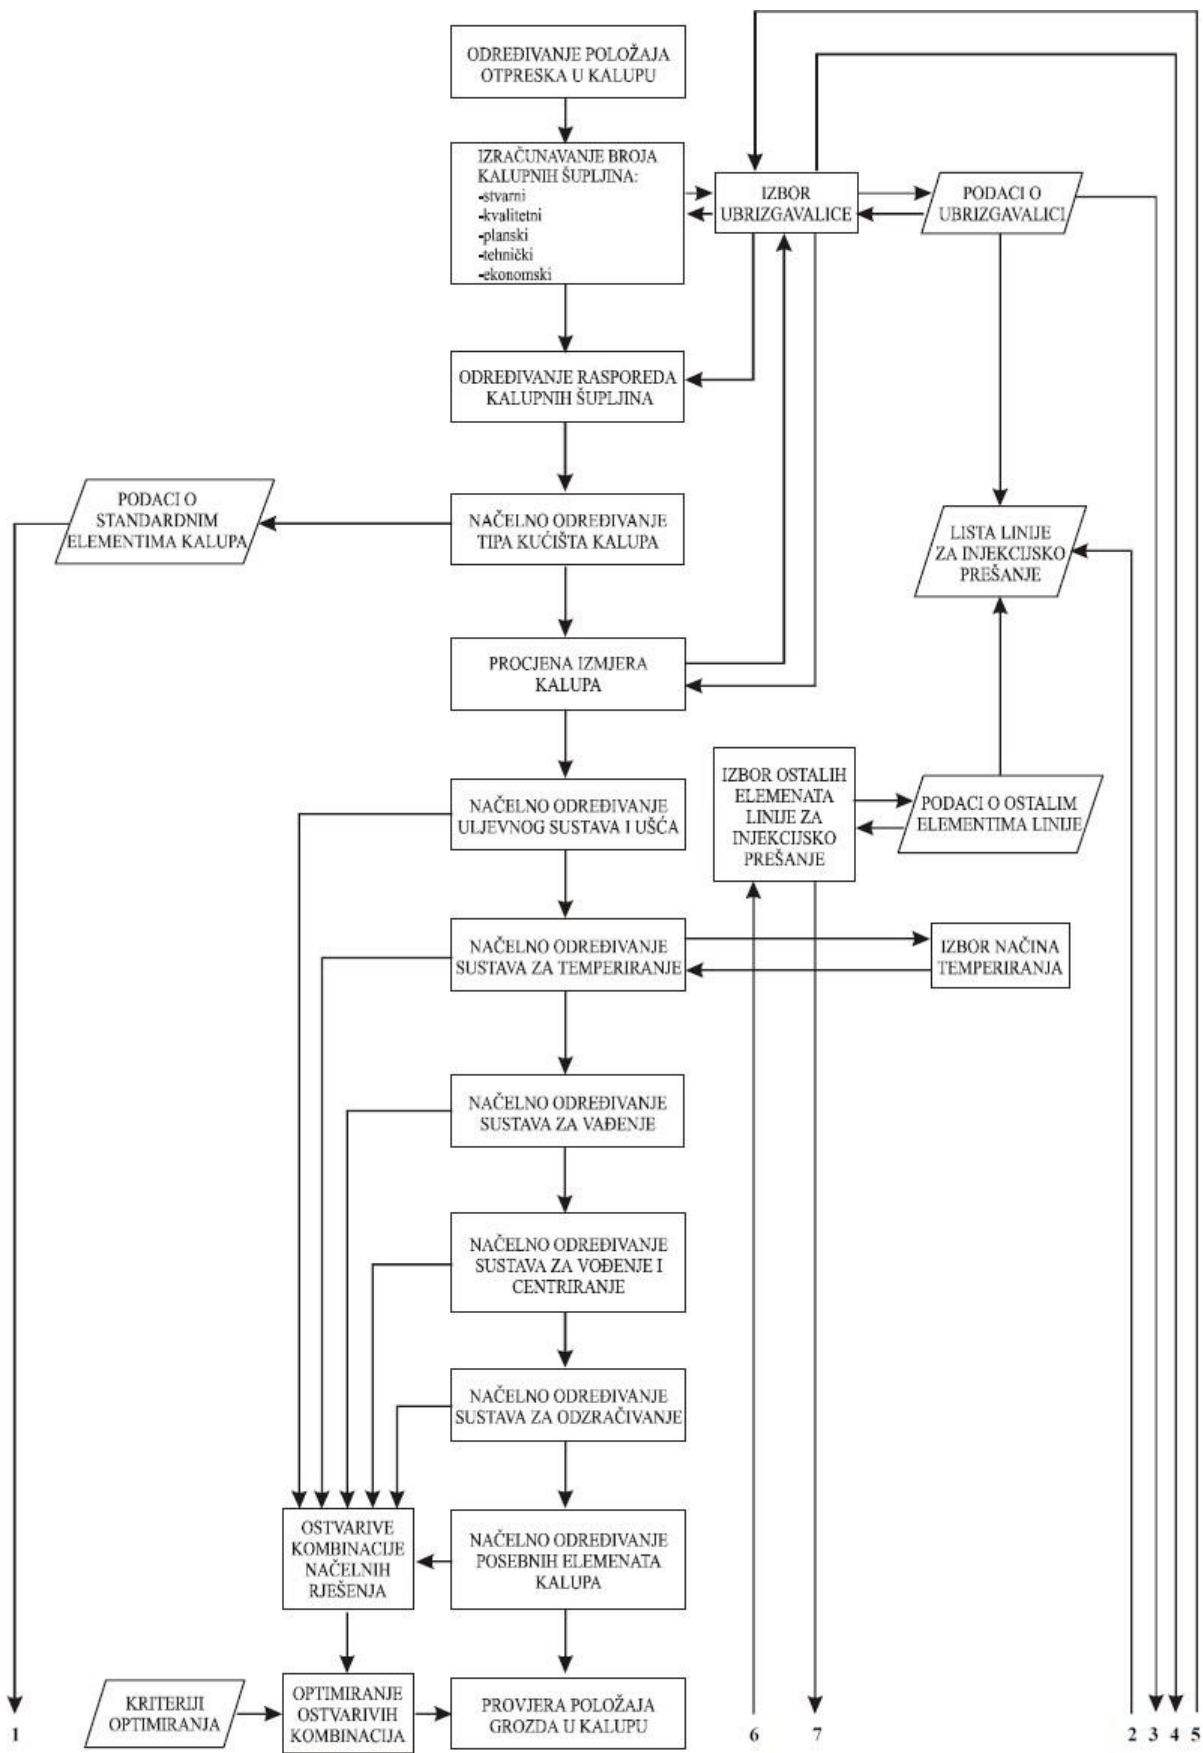 ODREĐIVANJE POLOŽAJA
OTPRESKA U KALUPU
IZRAČUNAVANJE BROJA
KALUPNIH ŠUPLJINA:
-stvarni
-kvalitetni
-planski
-tehnički
-ekonomski
IZBOR
UBRIZGAVALICE
PODACI O
UBRIZGAVALICI
ODREĐIVANJE RASPOREDA
KALUPNIH ŠUPLJINA
PODACI O
STANDARDNIM
ELEMENTIMA KALUPA
NAČELNO ODREĐIVANJE
TIPA KUĆIŠTA KALUPA
LISTA LINIJE
ZA INJEKCIJSKO
PREŠANJE
PROCJENA IZMJERA
KALUPA
NAČELNO ODREĐIVANJE
ULJEVNOG SUSTAVA I UŠĆA
IZBOR OSTALIH
ELEMENATA
LINIJE ZA
INJEKCIJSKO
PREŠANJE
PODACI O OSTALIM
ELEMENTIMA LINIJE
NAČELNO ODREĐIVANJE
SUSTAVA ZA TEMPERIRANJE
IZBOR NAČINA
TEMPERIRANJA
NAČELNO ODREĐIVANJE
SUSTAVA ZA VAĐENJE
NAČELNO ODREĐIVANJE
SUSTAVA ZA VOĐENJE I
CENTRIRANJE
NAČELNO ODREĐIVANJE
SUSTAVA ZA ODZRAČIVANJE
OSTVARIVE
KOMBINACIJE
NAČELNIH
RJEŠENJA
NAČELNO ODREĐIVANJE
POSEBNIH ELEMENATA
KALUPA
KRITERIJI
OPTIMIRANJA
OPTIMIRANJE
OSTVARIVIH
KOMBINACIJA
PROVJERA POLOŽAJA
GROZDA U KALUPU
1 6 7 2 3 4 5